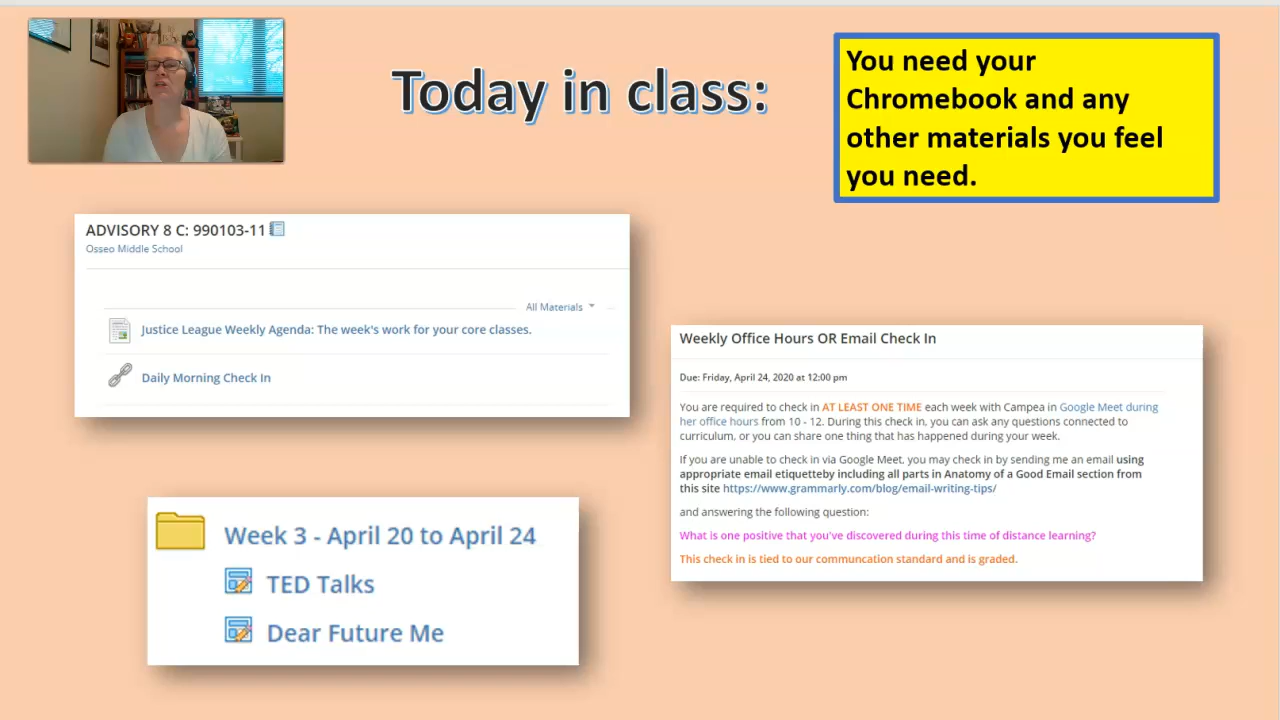 Today in class:
You need your
Chromebook and any
other materials you feel
you need.
ADVISORY 8 C: 990103-11
Osseo Middle School
All Materials
Justice League Weekly Agenda: The week's work for your core classes.
Daily Morning Check In
Weekly Office Hours OR Email Check In
Due: Friday, April 24, 2020 at 12:00 pm
You are required to check in AT LEAST ONE TIME each week with Campea in Google Meet during
her office hours from 10 - 12. During this check in, you can ask any questions connected to
curriculum, or you can share one thing that has happened during your week.
If you are unable to check in via Google Meet, you may check in by sending me an email using
appropriate email etiquetteby including all parts in Anatomy of a Good Email section from
this site https://www.grammarly.com/blog/email-writing-tips/
and answering the following question:
What is one positive that you've discovered during this time of distance learning?
This check in is tied to our communcation standard and is graded.
Week 3 - April 20 to April 24
TED Talks
Dear Future Me